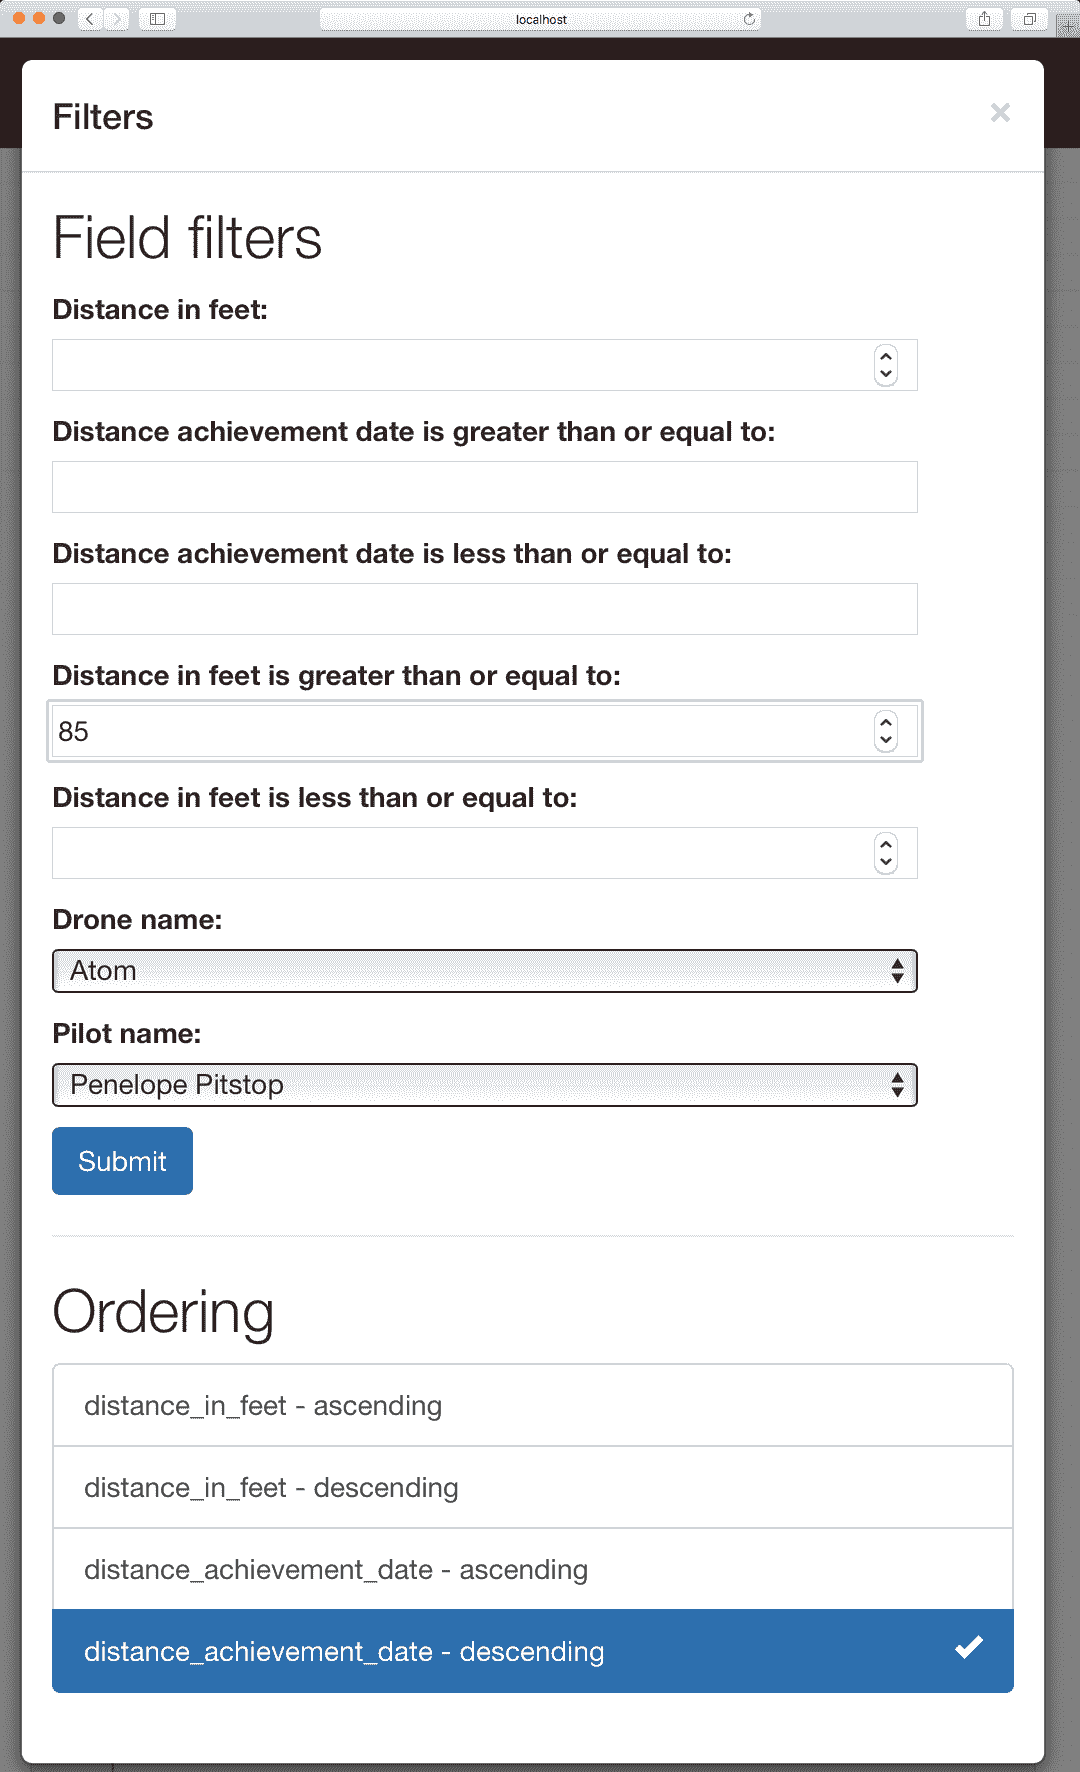 localhost
Filters
Field filters
Distance in feet:
Distance achievement date is greater than or equal to:
Distance achievement date is less than or equal to:
Distance in feet is greater than or equal to:
85
Distance in feet is less than or equal to:
Drone name:
Atom
Pilot name:
Penelope Pitstop
Submit
Ordering
distance_in_feet - ascending
distance_in_feet - descending
distance_achievement_date - ascending
distance_achievement_date - descending